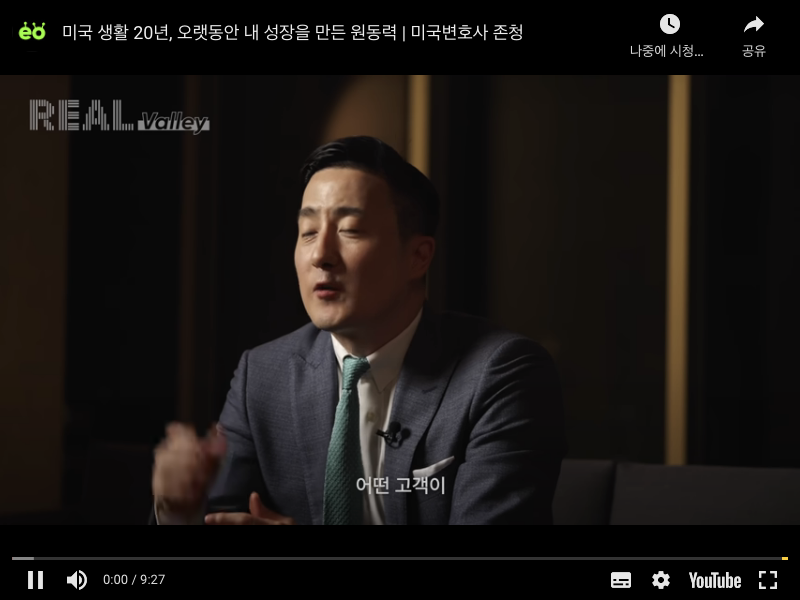 eo
미국 생활 20년, 오랫동안 내 성장을 만든 원동력 | 미국변호사 존청
나중에 시청...
공유
REAL Valley
어떤 고객이
0:00 / 9:27
YouTube